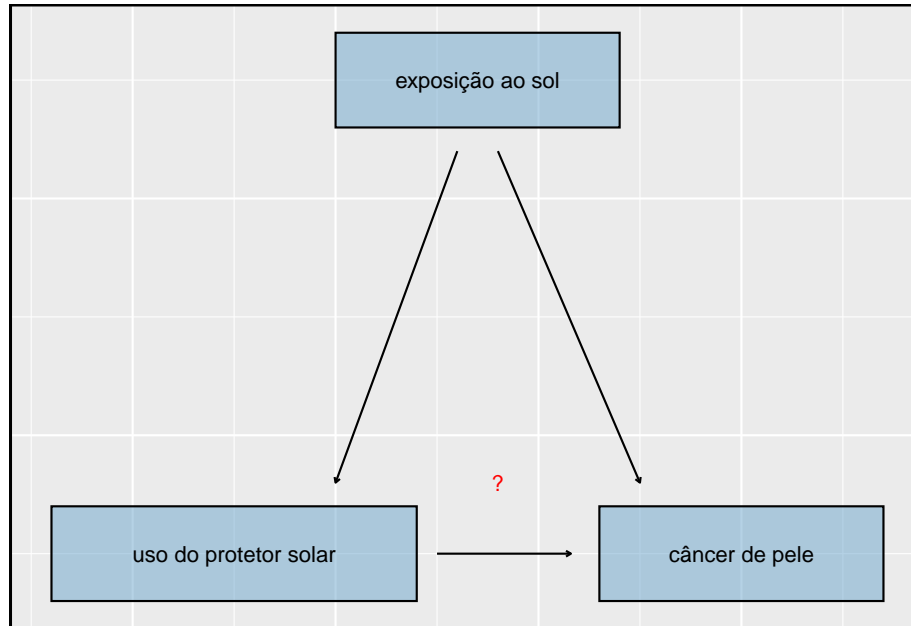 exposição ao sol
?
uso do protetor solar
câncer de pele